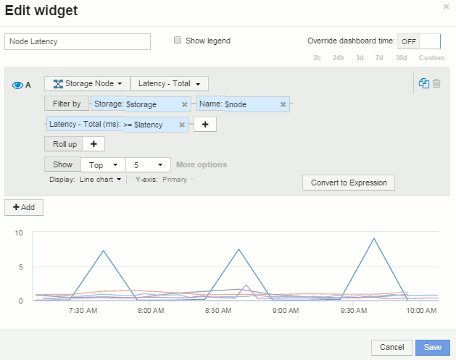 Edit widget
Node Latency Show legend Override dashboard time: OFF
3h 24h 3d 7d 30d Custom
A Storage Node Latency - Total
Filter by Storage: $storage Name: $node
Latency - Total (ms): >= $latency
Roll up
Show Top 5 More options
Display: Line chart Y-axis: Primary
Convert to Expression
+ Add
10
5
0
7:30 AM 8:00 AM 8:30 AM 9:00 AM 9:30 AM 10:00 AM
Cancel Save